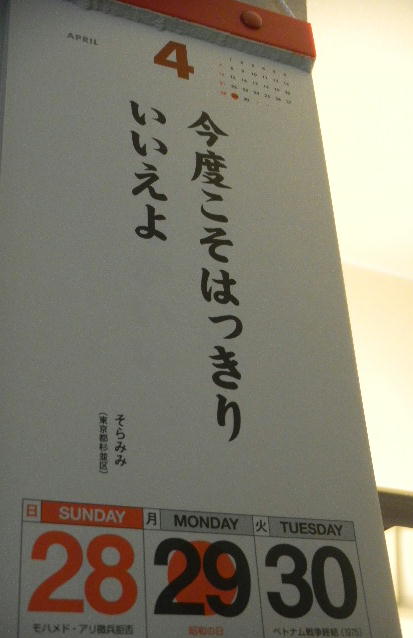 APRIL
4
今度こそはっきり
いいえよ
そらみみ
(東京都杉並区)
日 SUNDAY
28
モハメド・アリ徴兵拒否
月 MONDAY
29
昭和の日
火 TUESDAY
30
ベトナム戦争終結(1975)